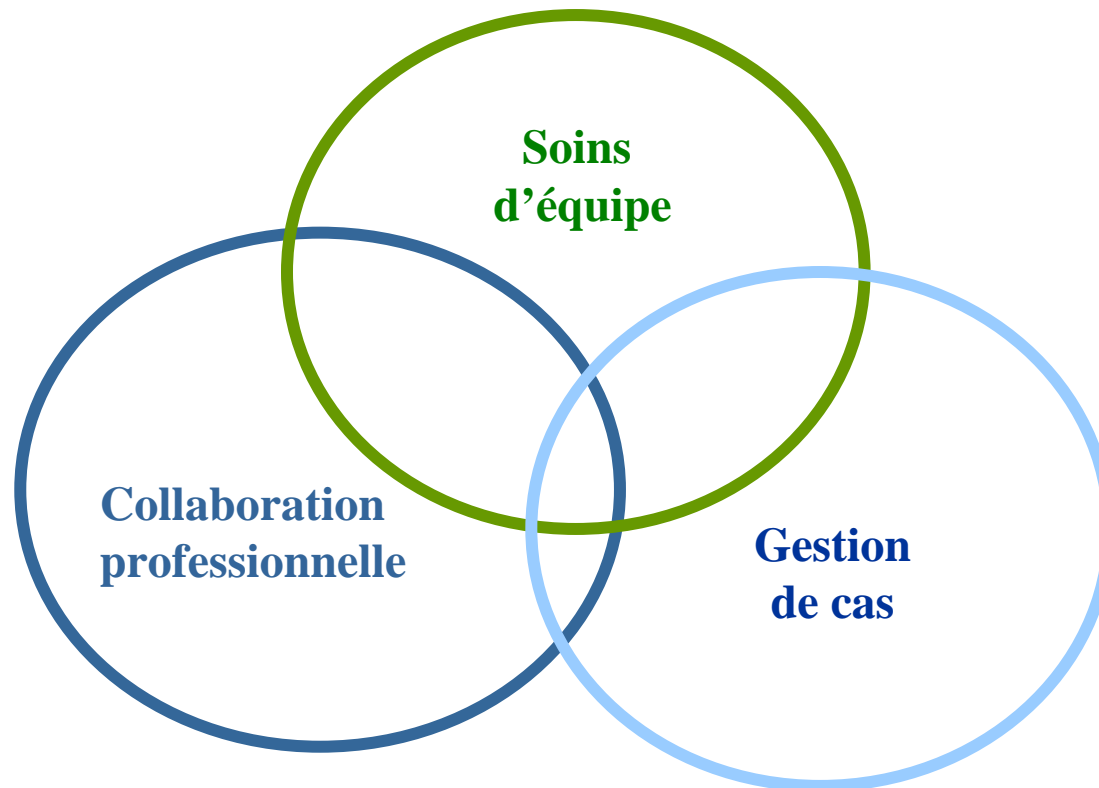 Soins
d’équipe
Collaboration
professionnelle
Gestion
de cas